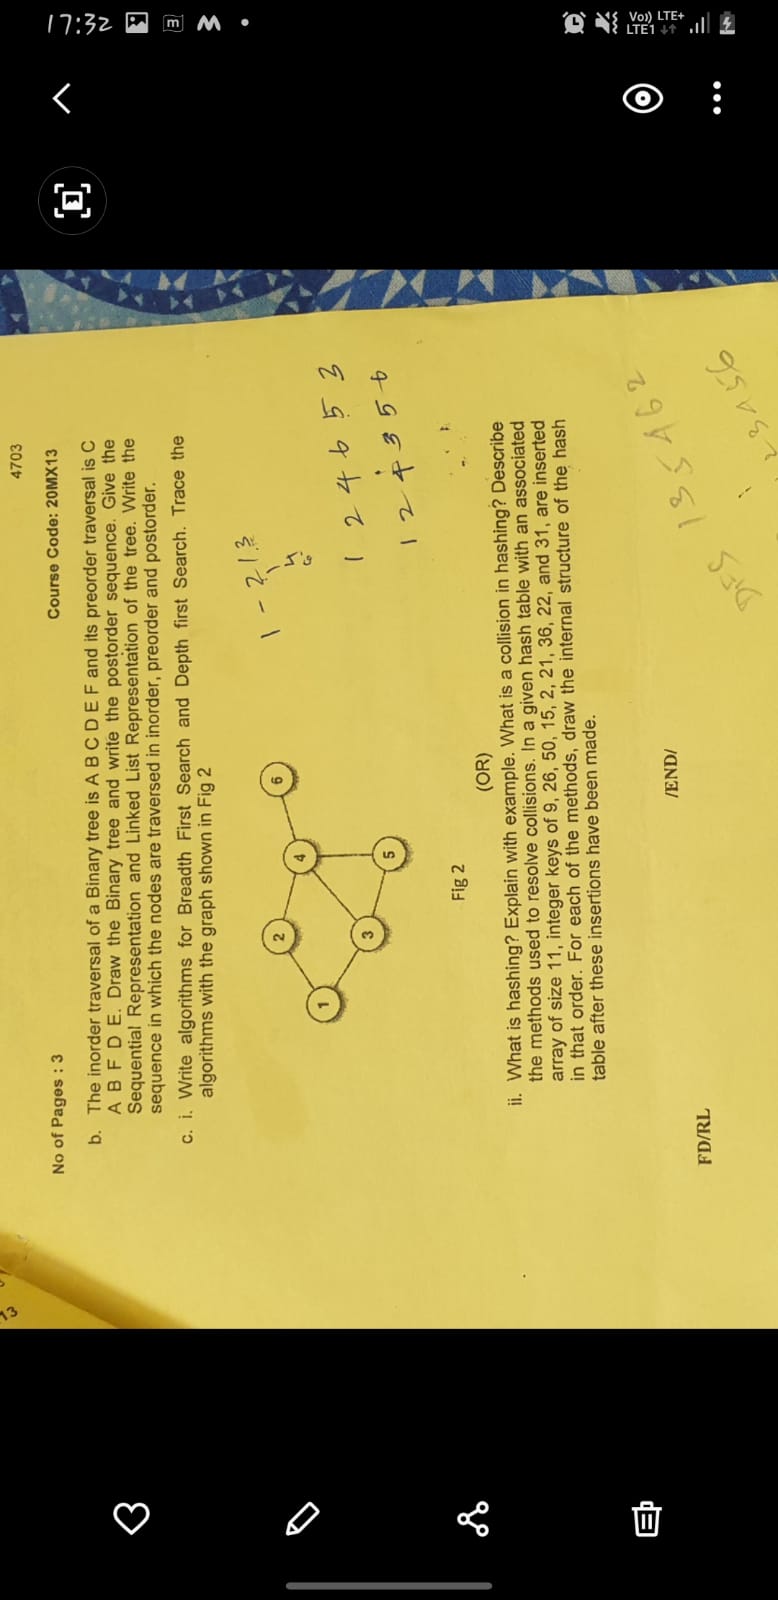 17:32
m
M
Vo)) LTE+
LTE1
4703
No of Pages : 3
Course Code: 20MX13
b. The inorder traversal of a Binary tree is A B C D E F and its preorder traversal is C
A B F D E. Draw the Binary tree and write the postorder sequence. Give the
Sequential Representation and Linked List Representation of the tree. Write the
sequence in which the nodes are traversed in inorder, preorder and postorder.
c. i. Write algorithms for Breadth First Search and Depth first Search. Trace the
algorithms with the graph shown in Fig 2
2
6
4
1
3
5
1 2 4 6 5 3
1 2 4 3 5 6
Fig 2
(OR)
ii. What is hashing? Explain with example. What is a collision in hashing? Describe
the methods used to resolve collisions. In a given hash table with an associated
array of size 11, integer keys of 9, 26, 50, 15, 2, 21, 36, 22, and 31, are inserted
in that order. For each of the methods, draw the internal structure of the hash
table after these insertions have been made.
/END/
FD/RL
13